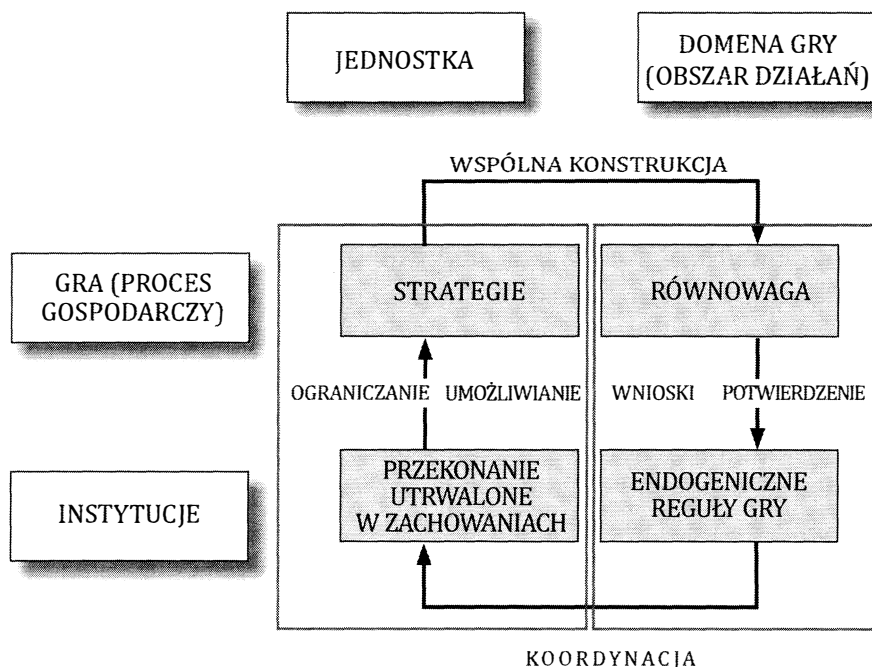 JEDNOSTKA
DOMENA GRY
(OBSZAR DZIAŁAŃ)
WSPÓLNA KONSTRUKCJA
GRA (PROCES
GOSPODARCZY)
STRATEGIE
RÓWNOWAGA
OGRANICZANIE UMOŻLIWIANIE
WNIOSKI POTWIERDZENIE
INSTYTUCJE
PRZEKONANIE
UTRWALONE
W ZACHOWANIACH
ENDOGENICZNE
REGUŁY GRY
KOORDYNACJA